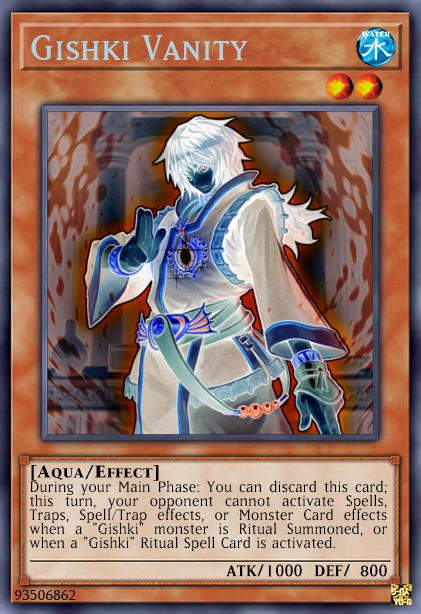 Gishki Vanity
WATER
水
[Aqua/Effect]
During your Main Phase: You can discard this card;
this turn, your opponent cannot activate Spells,
Traps, Spell/Trap effects, or Monster Card effects
when a "Gishki" monster is Ritual Summoned, or
when a "Gishki" Ritual Spell Card is activated.
ATK/1000 DEF/ 800
93506862